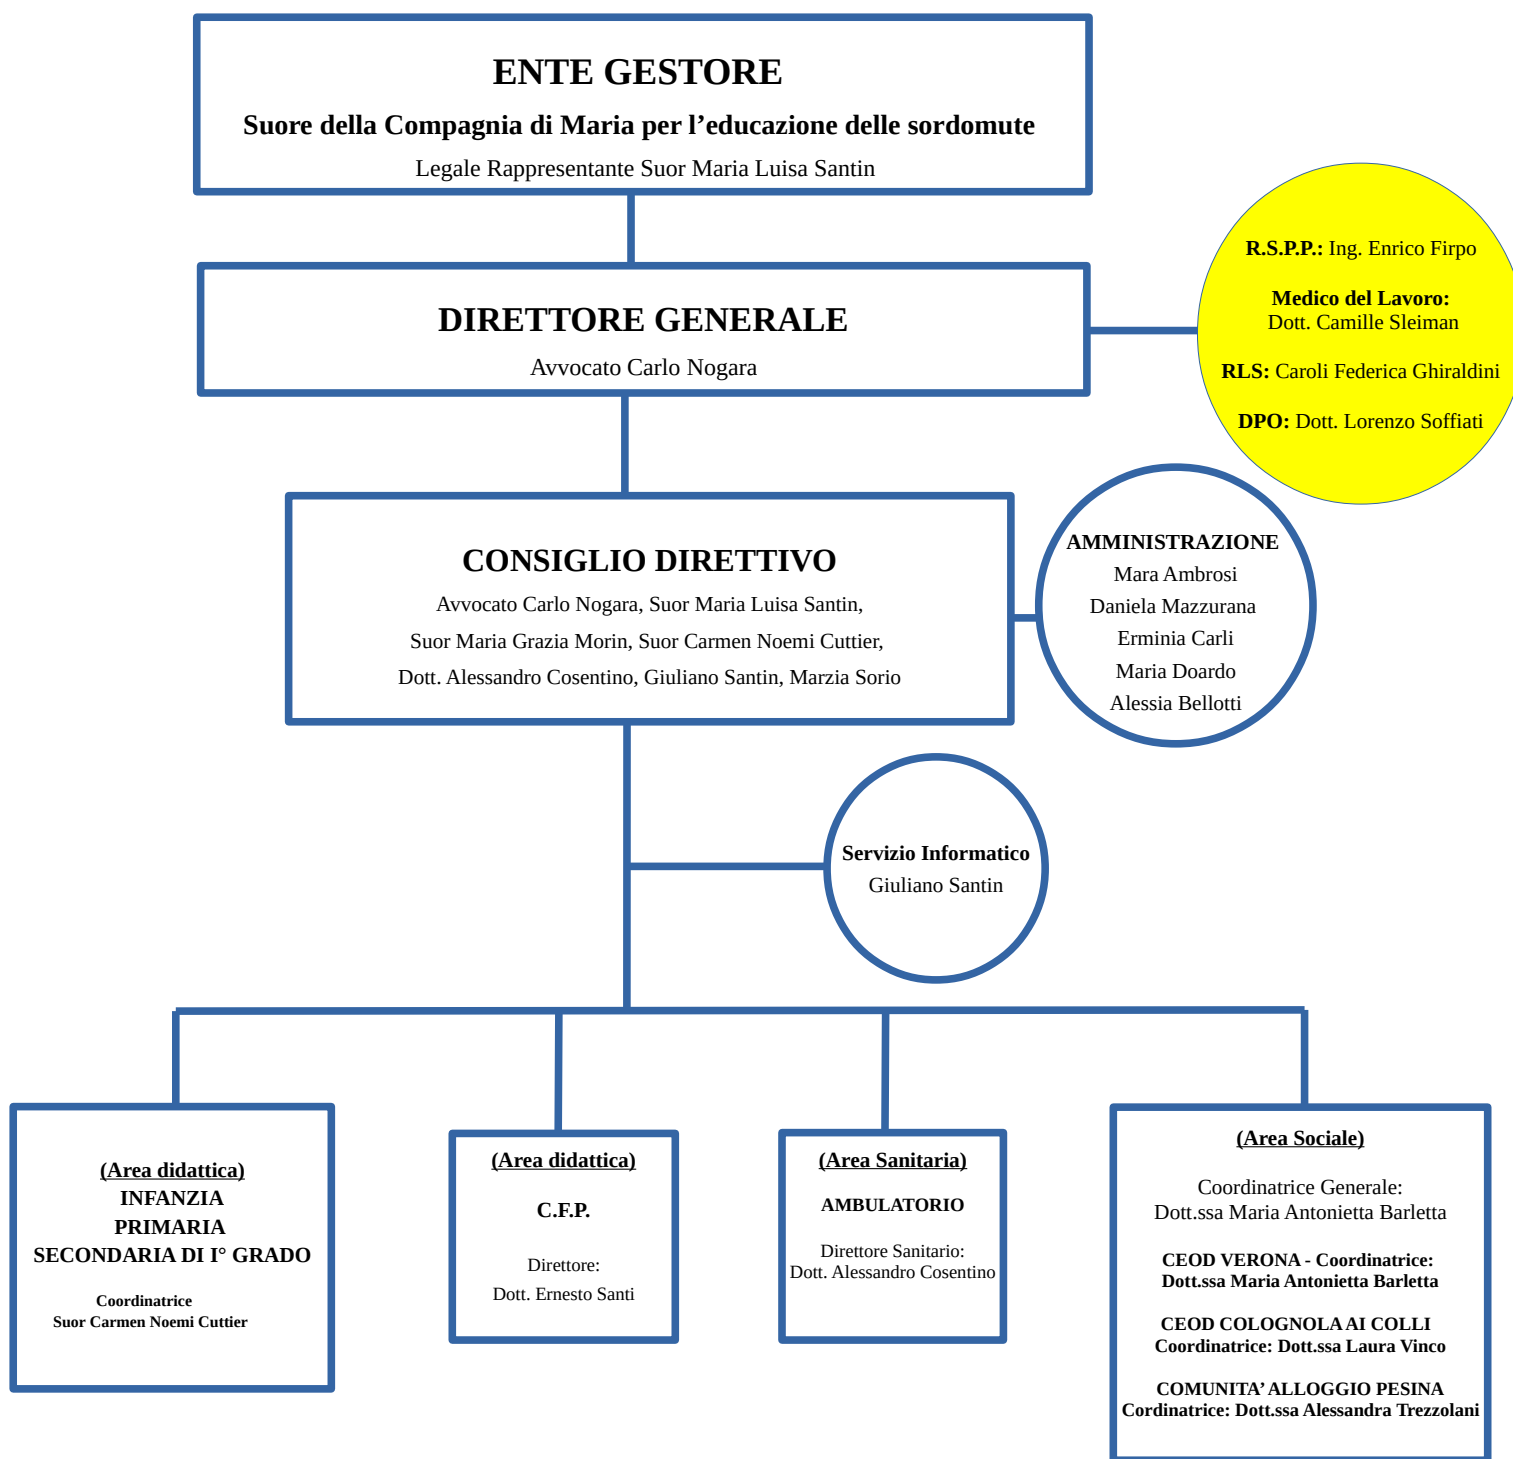 ENTE GESTORE
Suore della Compagnia di Maria per l’educazione delle sordomute
Legale Rappresentante Suor Maria Luisa Santin
R.S.P.P.: Ing. Enrico Firpo
Medico del Lavoro:
Dott. Camille Sleiman
RLS: Caroli Federica Ghiraldini
DPO: Dott. Lorenzo Soffiati
DIRETTORE GENERALE
Avvocato Carlo Nogara
CONSIGLIO DIRETTIVO
Avvocato Carlo Nogara, Suor Maria Luisa Santin,
Suor Maria Grazia Morin, Suor Carmen Noemi Cuttier,
Dott. Alessandro Cosentino, Giuliano Santin, Marzia Sorio
AMMINISTRAZIONE
Mara Ambrosi
Daniela Mazzurana
Erminia Carli
Maria Doardo
Alessia Bellotti
Servizio Informatico
Giuliano Santin
(Area didattica)
INFANZIA
PRIMARIA
SECONDARIA DI I° GRADO
Coordinatrice
Suor Carmen Noemi Cuttier
(Area didattica)
C.F.P.
Direttore:
Dott. Ernesto Santi
(Area Sanitaria)
AMBULATORIO
Direttore Sanitario:
Dott. Alessandro Cosentino
(Area Sociale)
Coordinatrice Generale:
Dott.ssa Maria Antonietta Barletta
CEOD VERONA - Coordinatrice:
Dott.ssa Maria Antonietta Barletta
CEOD COLOGNOLA AI COLLI
Coordinatrice: Dott.ssa Laura Vinco
COMUNITA’ ALLOGGIO PESINA
Cordinatrice: Dott.ssa Alessandra Trezzolani